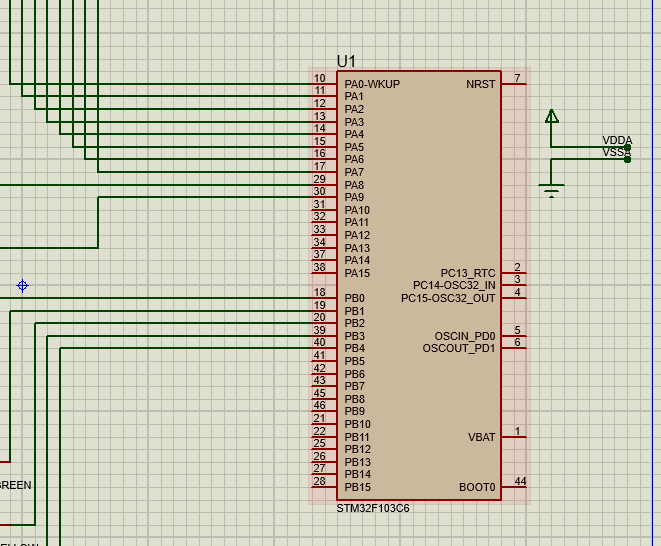 U1
10 PA0-WKUP NRST 7
11 PA1
12 PA2
13 PA3
14 PA4
15 PA5
16 PA6
17 PA7
29 PA8
30 PA9
31 PA10
32 PA11
33 PA12
34 PA13
37 PA14
38 PA15 PC13_RTC 2
PC14-OSC32_IN 3
18 PB0 PC15-OSC32_OUT 4
19 PB1
20 PB2
39 PB3 OSCIN_PD0 5
40 PB4 OSCOUT_PD1 6
41 PB5
42 PB6
43 PB7
45 PB8
46 PB9
21 PB10
22 PB11 VBAT 1
25 PB12
26 PB13
27 PB14
28 PB15 BOOT0 44
STM32F103C6
VDDA
VSSA
REEN
ELLOW